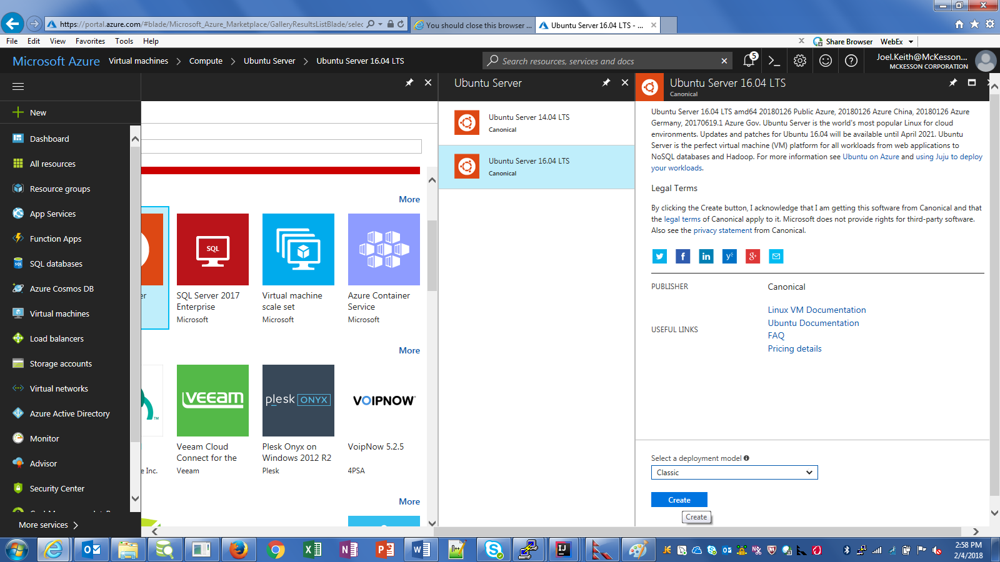 https://portal.azure.com/#blade/Microsoft_Azure_Marketplace/GalleryResultsListBlade/selec
You should close this browser ...
Ubuntu Server 16.04 LTS - ...
File Edit View Favorites Tools Help
Share Browser WebEx
Microsoft Azure Virtual machines Compute Ubuntu Server Ubuntu Server 16.04 LTS
Search resources, services and docs
5
Joel.Keith@McKesson...
MCKESSON CORPORATION
New
Dashboard
All resources
Resource groups
App Services
Function Apps
SQL databases
Azure Cosmos DB
Virtual machines
Load balancers
Storage accounts
Virtual networks
Azure Active Directory
Monitor
Advisor
Security Center
More services
More
SQL
er
SQL Server 2017
Enterprise
Microsoft
Virtual machine
scale set
Microsoft
Azure Container
Service
Microsoft
More
veeam
plesk ONYX
VOIPNOW
e Inc.
Veeam Cloud
Connect for the
Veeam
Plesk Onyx on
Windows 2012 R2
Plesk
VoipNow 5.2.5
4PSA
More
Ubuntu Server
Ubuntu Server 14.04 LTS
Canonical
Ubuntu Server 16.04 LTS
Canonical
Ubuntu Server 16.04 LTS
Canonical
Ubuntu Server 16.04 LTS amd64 20180126 Public Azure, 20180126 Azure China, 20180126 Azure
Germany, 20170619.1 Azure Gov. Ubuntu Server is the world's most popular Linux for cloud
environments. Updates and patches for Ubuntu 16.04 will be available until April 2021. Ubuntu
Server is the perfect virtual machine (VM) platform for all workloads from web applications to
NoSQL databases and Hadoop. For more information see Ubuntu on Azure and using Juju to deploy
your workloads.
Legal Terms
By clicking the Create button, I acknowledge that I am getting this software from Canonical and that
the legal terms of Canonical apply to it. Microsoft does not provide rights for third-party software.
Also see the privacy statement from Canonical.
PUBLISHER Canonical
USEFUL LINKS
Linux VM Documentation
Ubuntu Documentation
FAQ
Pricing details
Select a deployment model
Classic
Create
Create
2:58 PM
2/4/2018